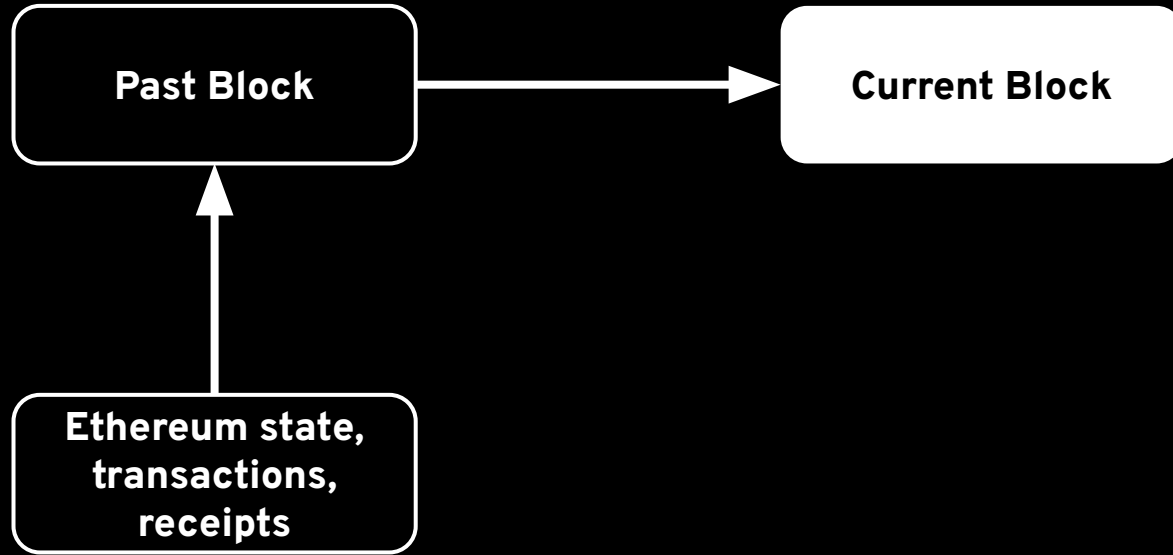 Past Block
Current Block
Ethereum state,
transactions,
receipts